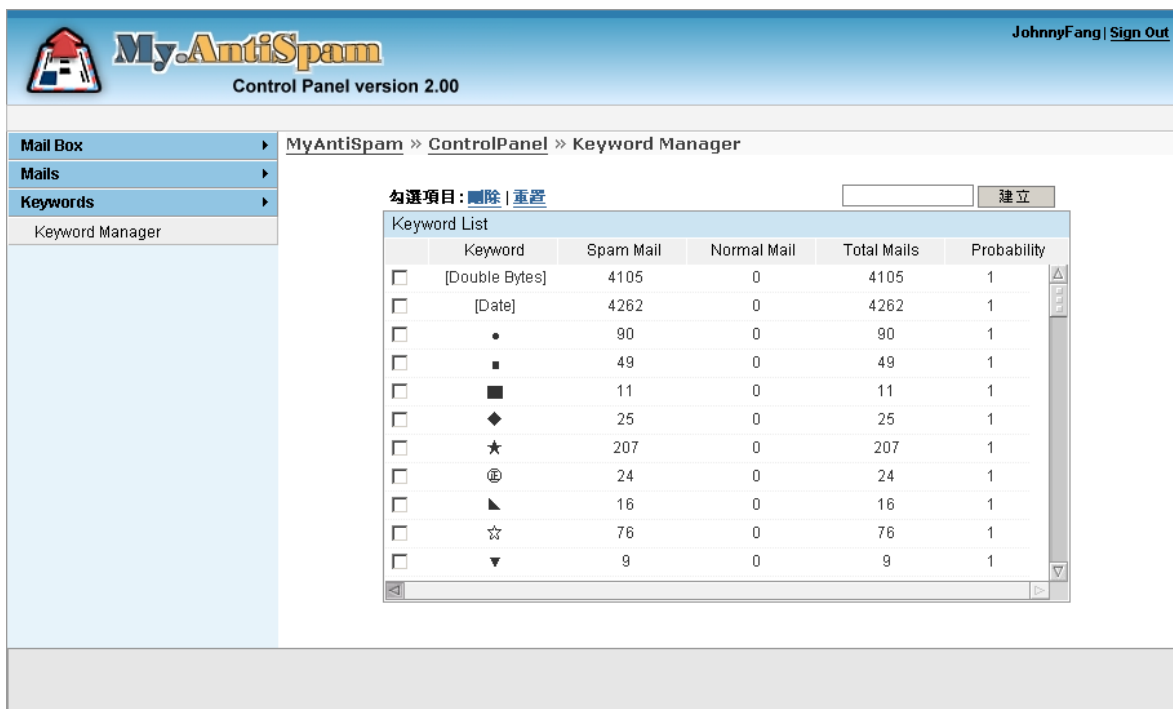 JohnnyFang | Sign Out
My.AntiSpam
Control Panel version 2.00
Mail Box
Mails
Keywords
Keyword Manager
MyAntiSpam » ControlPanel » Keyword Manager
勾選項目: 刪除 | 重置
建立
Keyword List
Keyword Spam Mail Normal Mail Total Mails Probability
[Double Bytes] 4105 0 4105 1
[Date] 4262 0 4262 1
● 90 0 90 1
■ 49 0 49 1
■ 11 0 11 1
◆ 25 0 25 1
★ 207 0 207 1
㊣ 24 0 24 1
◣ 16 0 16 1
☆ 76 0 76 1
▼ 9 0 9 1